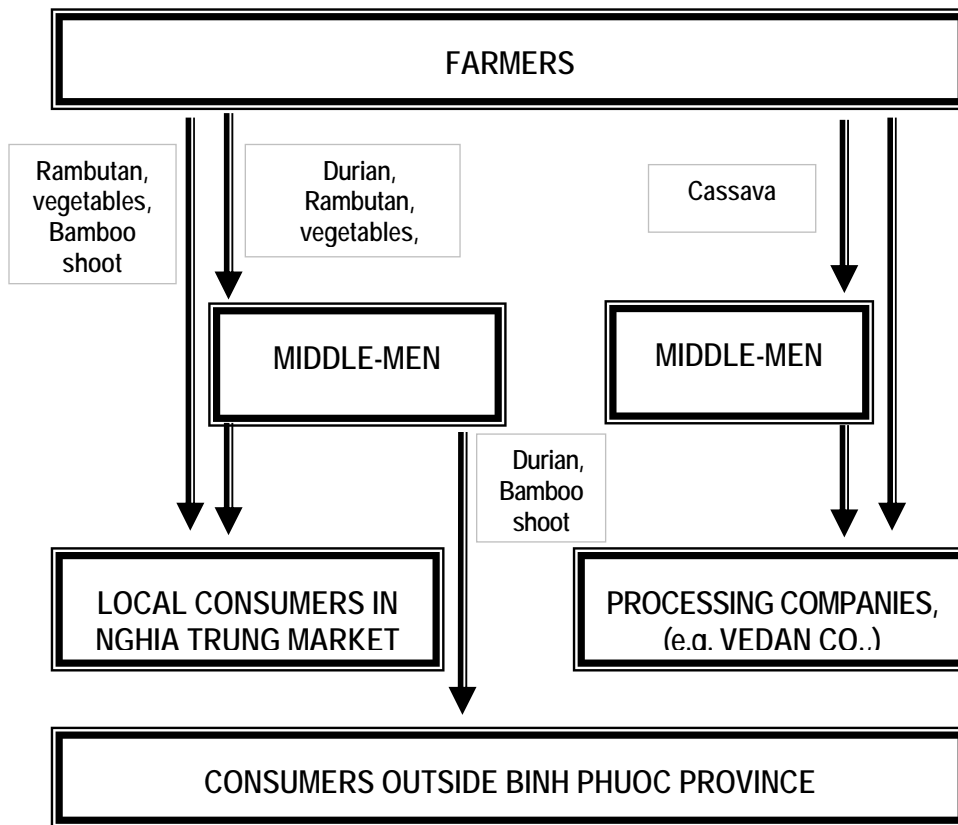 FARMERS
Rambutan,
vegetables,
Bamboo
shoot
Durian,
Rambutan,
vegetables,
Cassava
MIDDLE-MEN
MIDDLE-MEN
Durian,
Bamboo
shoot
LOCAL CONSUMERS IN
NGHIA TRUNG MARKET
PROCESSING COMPANIES,
(e.g. VEDAN CO.,)
CONSUMERS OUTSIDE BINH PHUOC PROVINCE